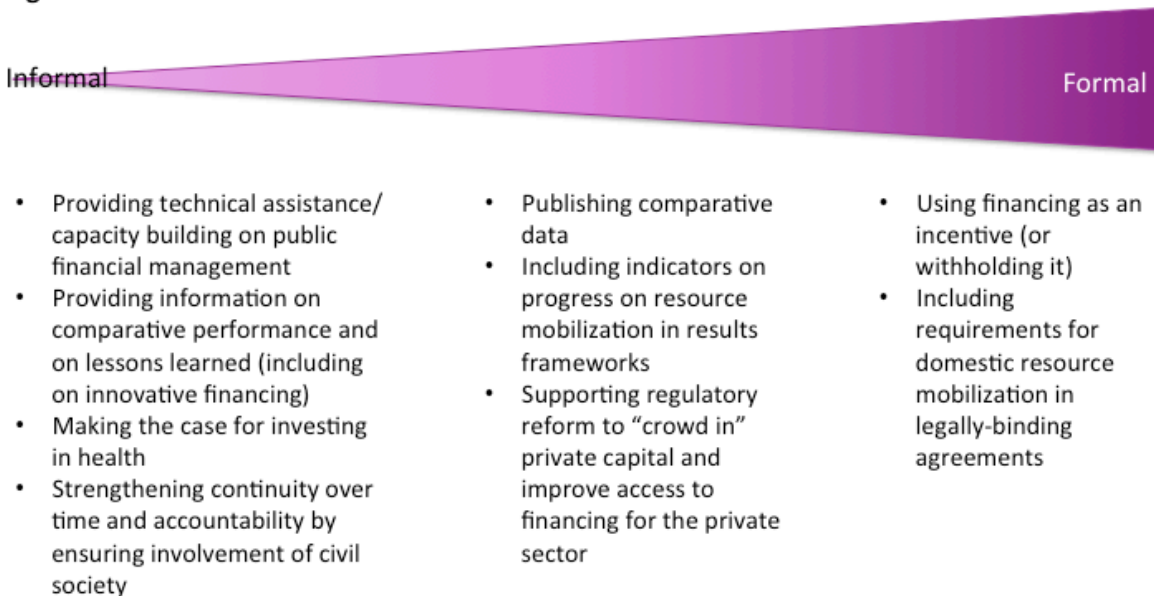 Informal
Formal
• Providing technical assistance/
capacity building on public
financial management
• Providing information on
comparative performance and
on lessons learned (including
on innovative financing)
• Making the case for investing
in health
• Strengthening continuity over
time and accountability by
ensuring involvement of civil
society
• Publishing comparative
data
• Including indicators on
progress on resource
mobilization in results
frameworks
• Supporting regulatory
reform to “crowd in”
private capital and
improve access to
financing for the private
sector
• Using financing as an
incentive (or
withholding it)
• Including
requirements for
domestic resource
mobilization in
legally-binding
agreements